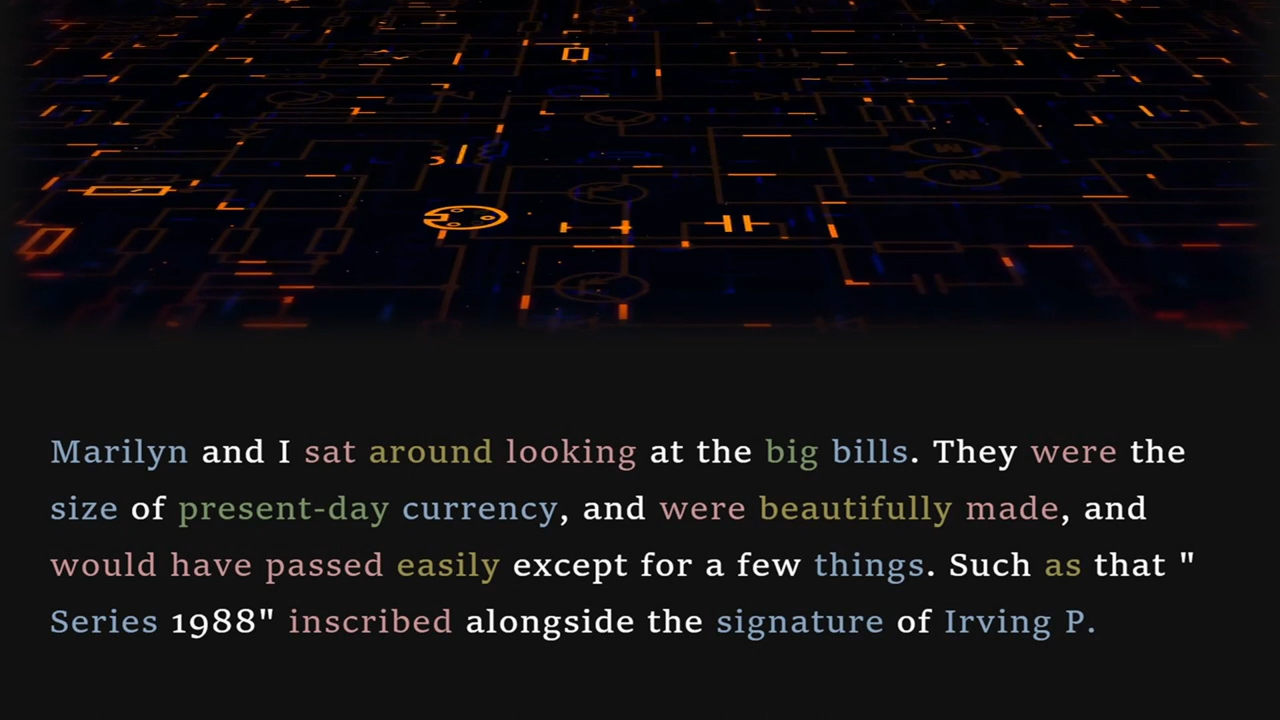 Marilyn and I sat around looking at the big bills. They were the
size of present-day currency, and were beautifully made, and
would have passed easily except for a few things. Such as that "
Series 1988" inscribed alongside the signature of Irving P.